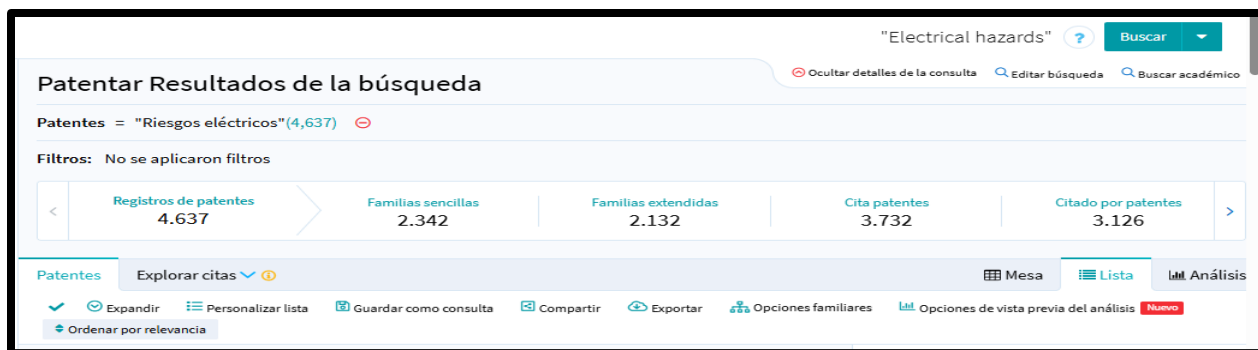 "Electrical hazards" ? Buscar
Patentar Resultados de la búsqueda
Ocultar detalles de la consulta Editar búsqueda Buscar académico
Patentes = "Riesgos eléctricos"(4,637)
Filtros: No se aplicaron filtros
Registros de patentes Familias sencillas Familias extendidas Cita patentes Citado por patentes
< 4.637 2.342 2.132 3.732 3.126 >
Patentes Explorar citas Mesa Lista Análisis
Expandir Personalizar lista Guardar como consulta Compartir Exportar Opciones familiares Opciones de vista previa del análisis Nuevo
Ordenar por relevancia